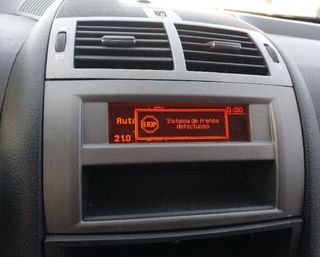 0:00
Auto
STOP
Sistema de frenos
defectuoso
21.0